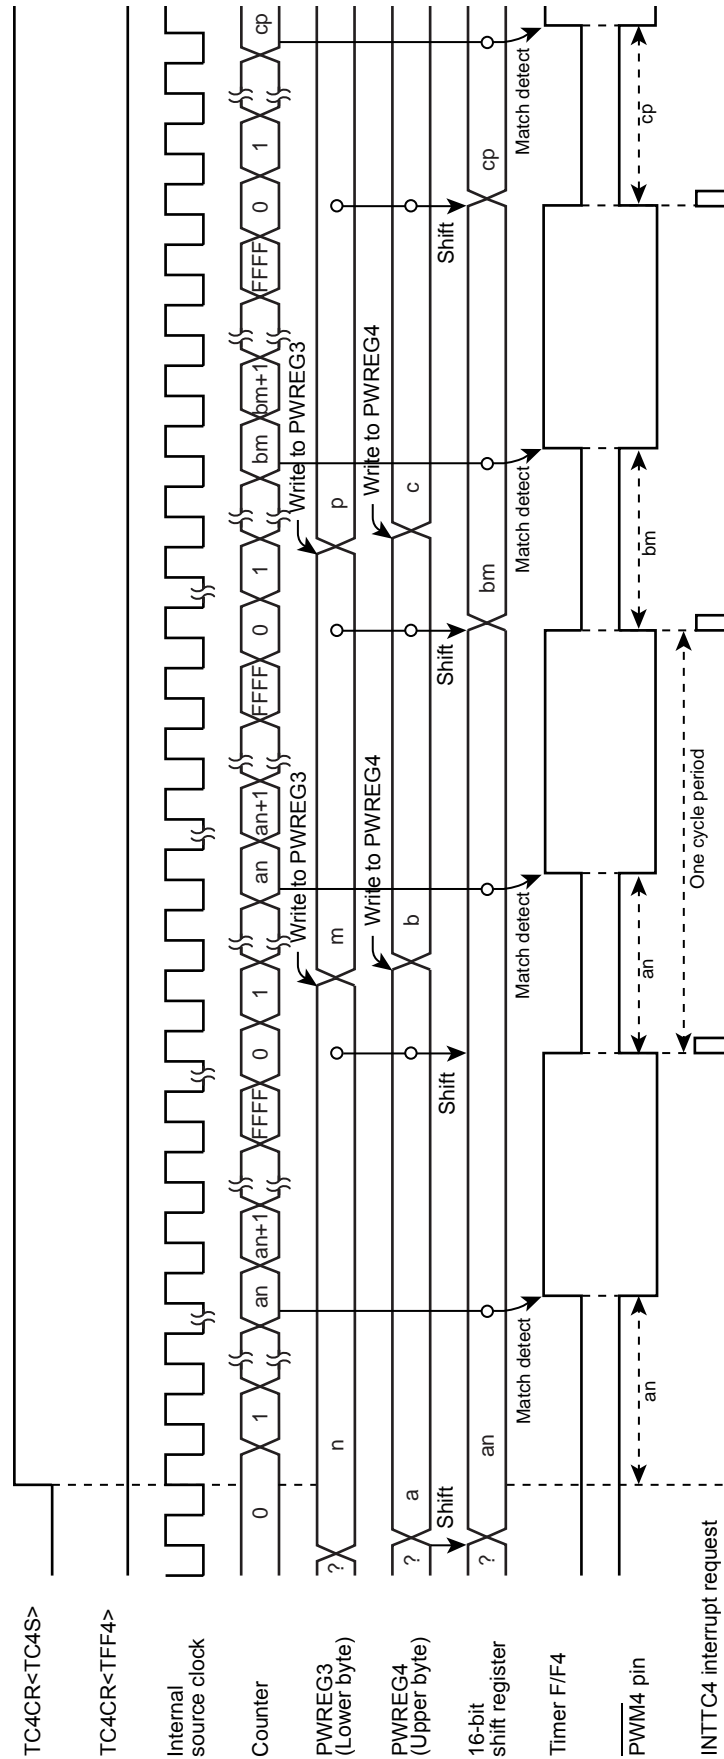 TC4CR<TC4S>
TC4CR<TFF4>
Internal
source clock
Counter
0
1
an
an+1
FFFF
0
1
an
an+1
FFFF
0
1
bm
bm+1
FFFF
0
1
cp
Write to PWREG3
Write to PWREG3
PWREG3
(Lower byte)
?
n
m
p
Write to PWREG4
Write to PWREG4
PWREG4
(Upper byte)
?
a
b
c
Shift
Shift
Shift
Shift
16-bit
shift register
?
an
bm
cp
Match detect
Match detect
Match detect
Match detect
Timer F/F4
PWM4 pin
an
an
bm
cp
One cycle period
INTTC4 interrupt request